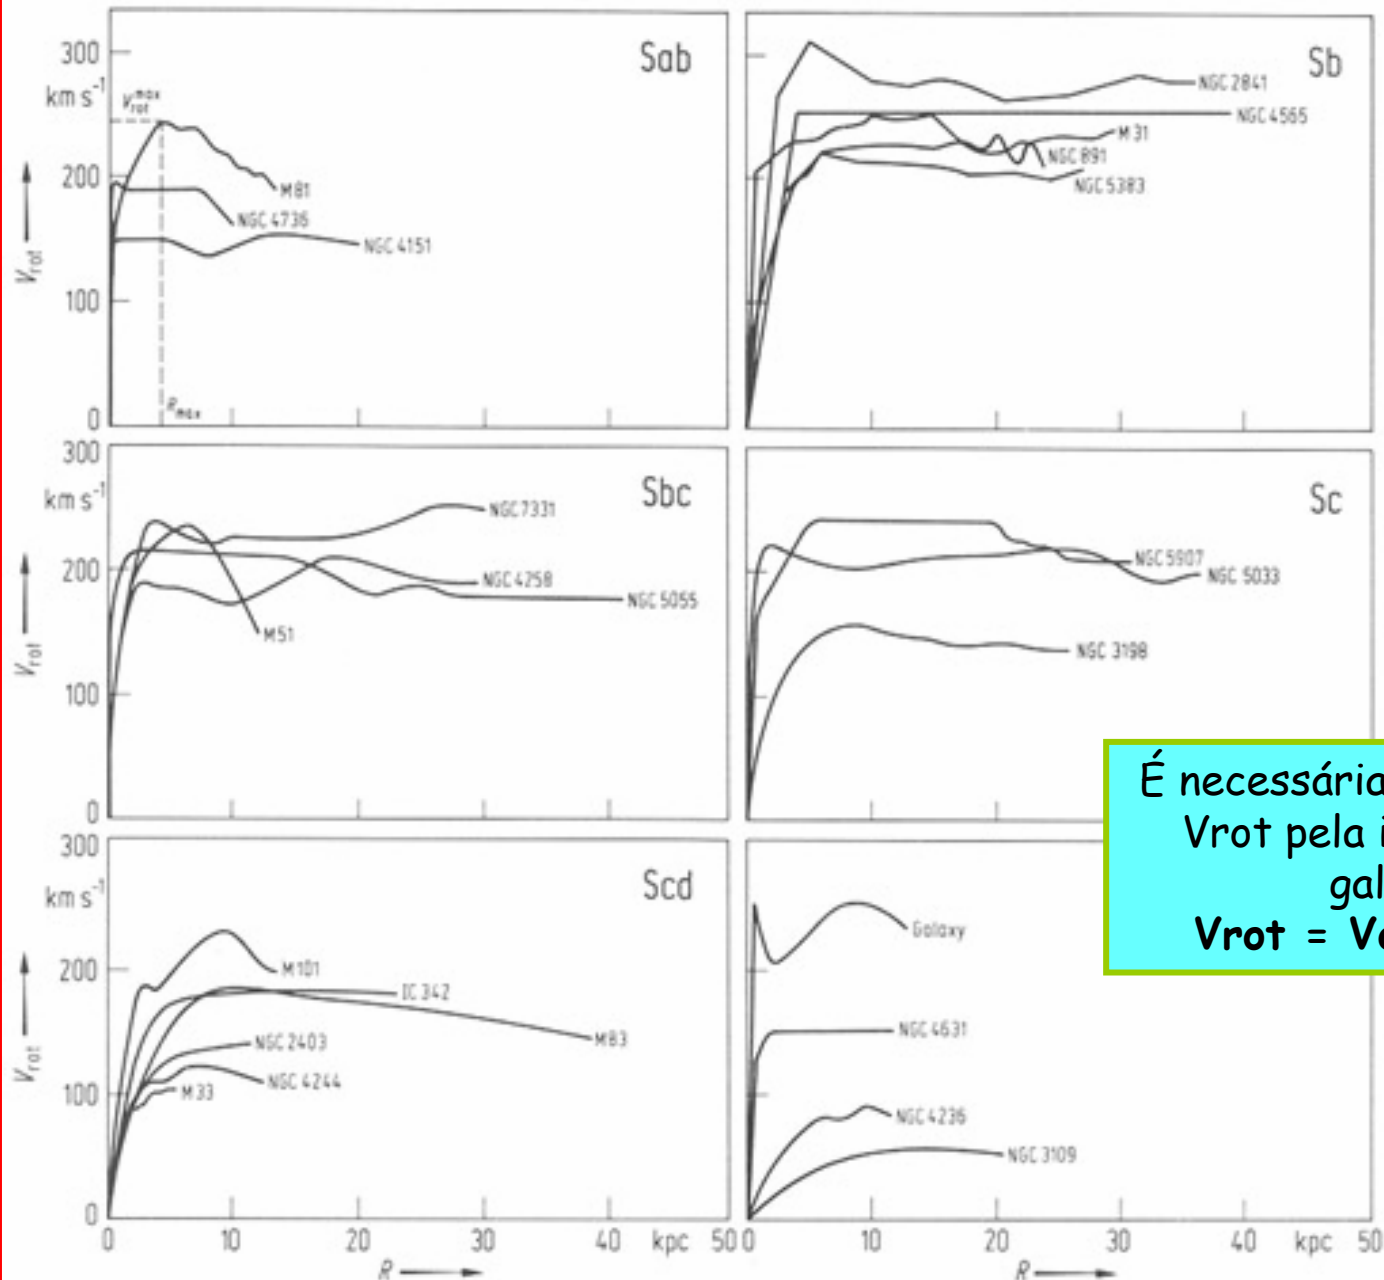 300
km s⁻¹
200
100
0
V_rot
V_rot^max
R_max
Sab
M81
NGC 4736
NGC 4151
Sb
NGC 2841
NGC 4565
M31
NGC 891
NGC 5383
300
km s⁻¹
200
100
0
V_rot
Sbc
NGC 7331
NGC 4258
NGC 5055
M51
Sc
NGC 5907
NGC 5033
NGC 3198
É necessária
Vrot pela
Vrot =
300
km s⁻¹
200
100
0
V_rot
Scd
M101
IC 342
M83
NGC 2403
NGC 4244
M33
Galaxy
NGC 4631
NGC 4236
NGC 3109
0 10 20 30 40 kpc 50
R
0 10 20 30 40 kpc 50
R